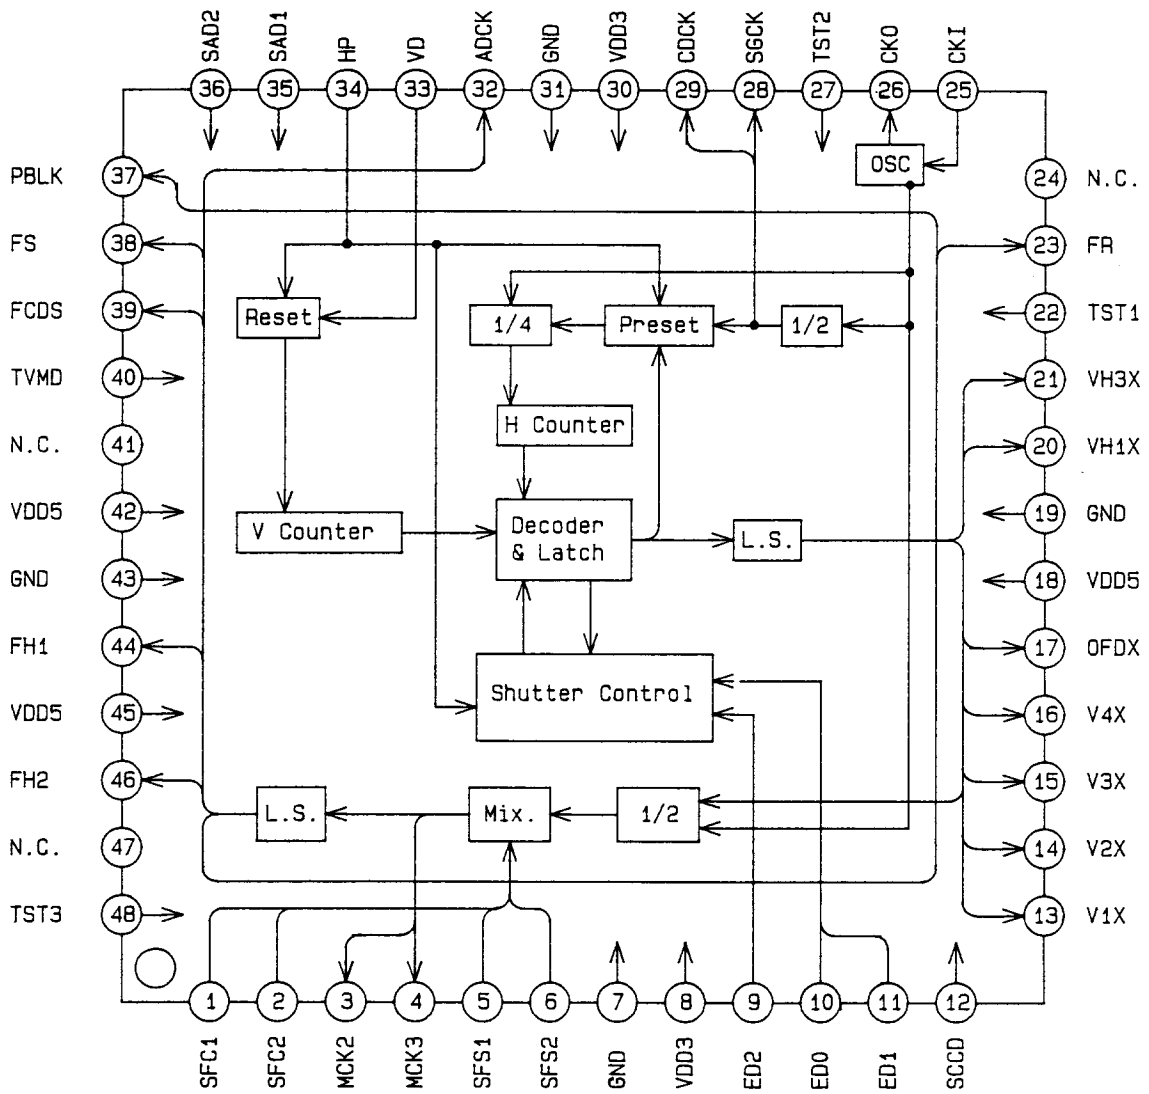 SAD2
SAD1
HP
VD
ADCK
GND
VDD3
CDCK
SGCK
TST2
CKO
CKI
36
35
34
33
32
31
30
29
28
27
26
25
OSC
PBLK
37
24
N.C.
FS
38
23
FR
FCDS
39
22
TST1
Reset
1/4
Preset
1/2
TVMD
40
21
VH3X
H Counter
N.C.
41
20
VH1X
VDD5
42
19
GND
V Counter
Decoder
& Latch
L.S.
GND
43
18
VDD5
FH1
44
17
OFDX
Shutter Control
VDD5
45
16
V4X
FH2
46
15
V3X
L.S.
Mix.
1/2
N.C.
47
14
V2X
TST3
48
13
V1X
1
2
3
4
5
6
7
8
9
10
11
12
SFC1
SFC2
MCK2
MCK3
SFS1
SFS2
GND
VDD3
ED2
ED0
ED1
SCCD